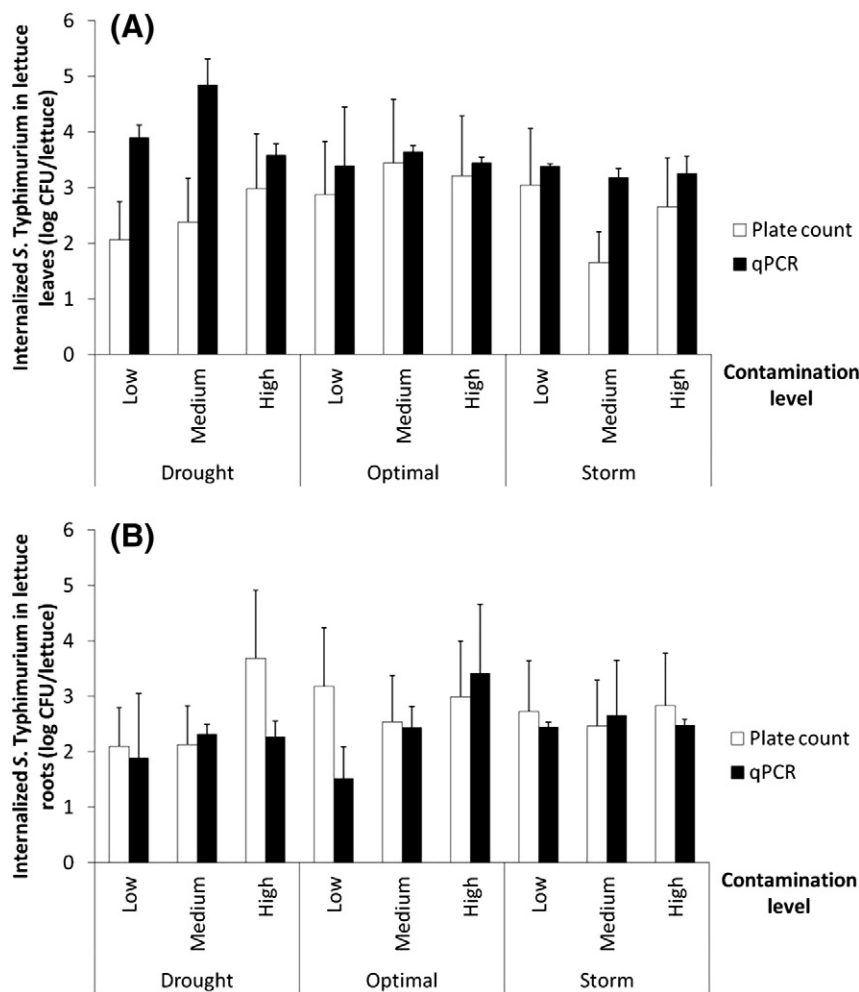 (A)
Internalized S. Typhimurium in lettuce
leaves (log CFU/lettuce)
6
5
4
3
2
1
0
Plate count
qPCR
Low
Medium
High
Low
Medium
High
Low
Medium
High
Contamination
level
Drought
Optimal
Storm
(B)
Internalized S. Typhimurium in lettuce
roots (log CFU/lettuce)
6
5
4
3
2
1
0
Plate count
qPCR
Low
Medium
High
Low
Medium
High
Low
Medium
High
Contamination
level
Drought
Optimal
Storm